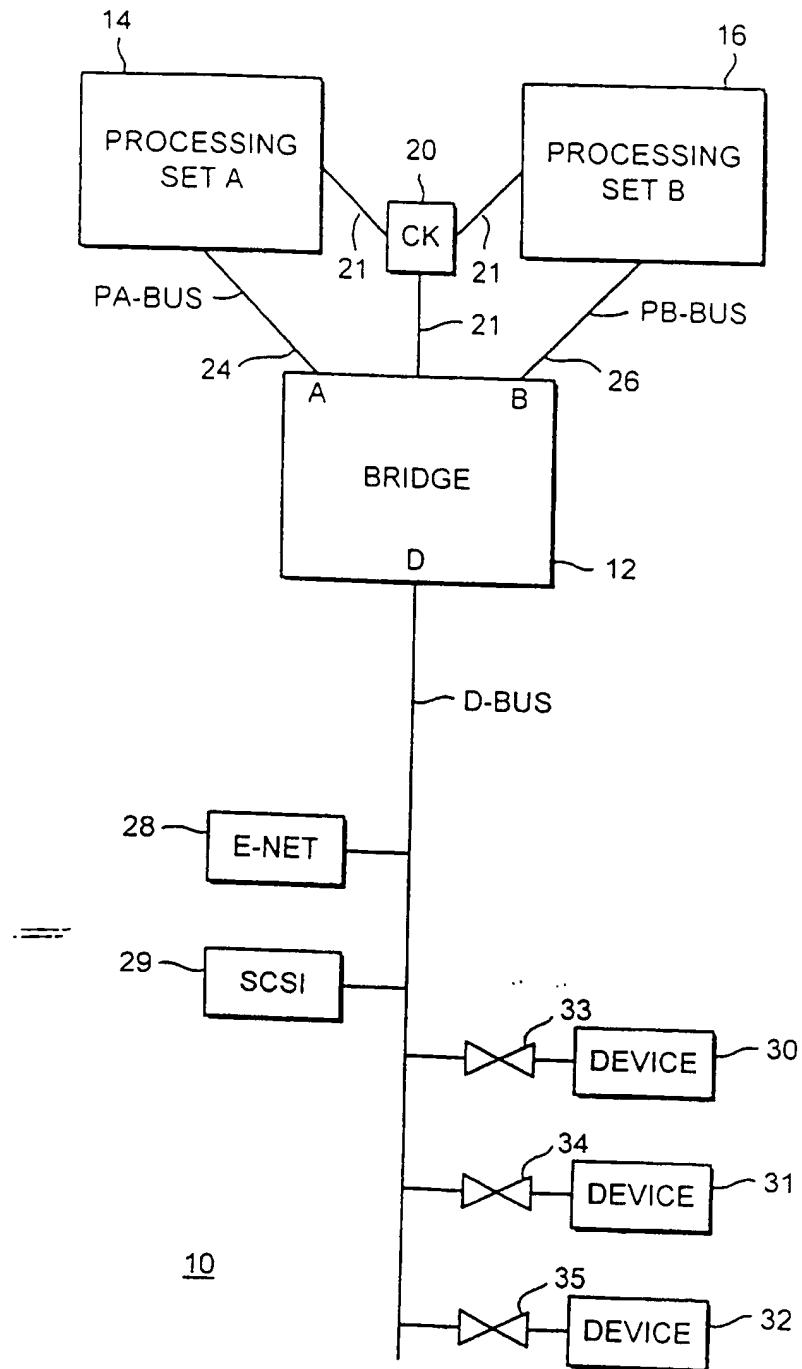 14
16
PROCESSING
SET A
20
PROCESSING
SET B
CK
21
21
PA-BUS
21
PB-BUS
24
26
A
B
BRIDGE
D
12
D-BUS
28
E-NET
29
SCSI
33
DEVICE
30
34
DEVICE
31
10
35
DEVICE
32